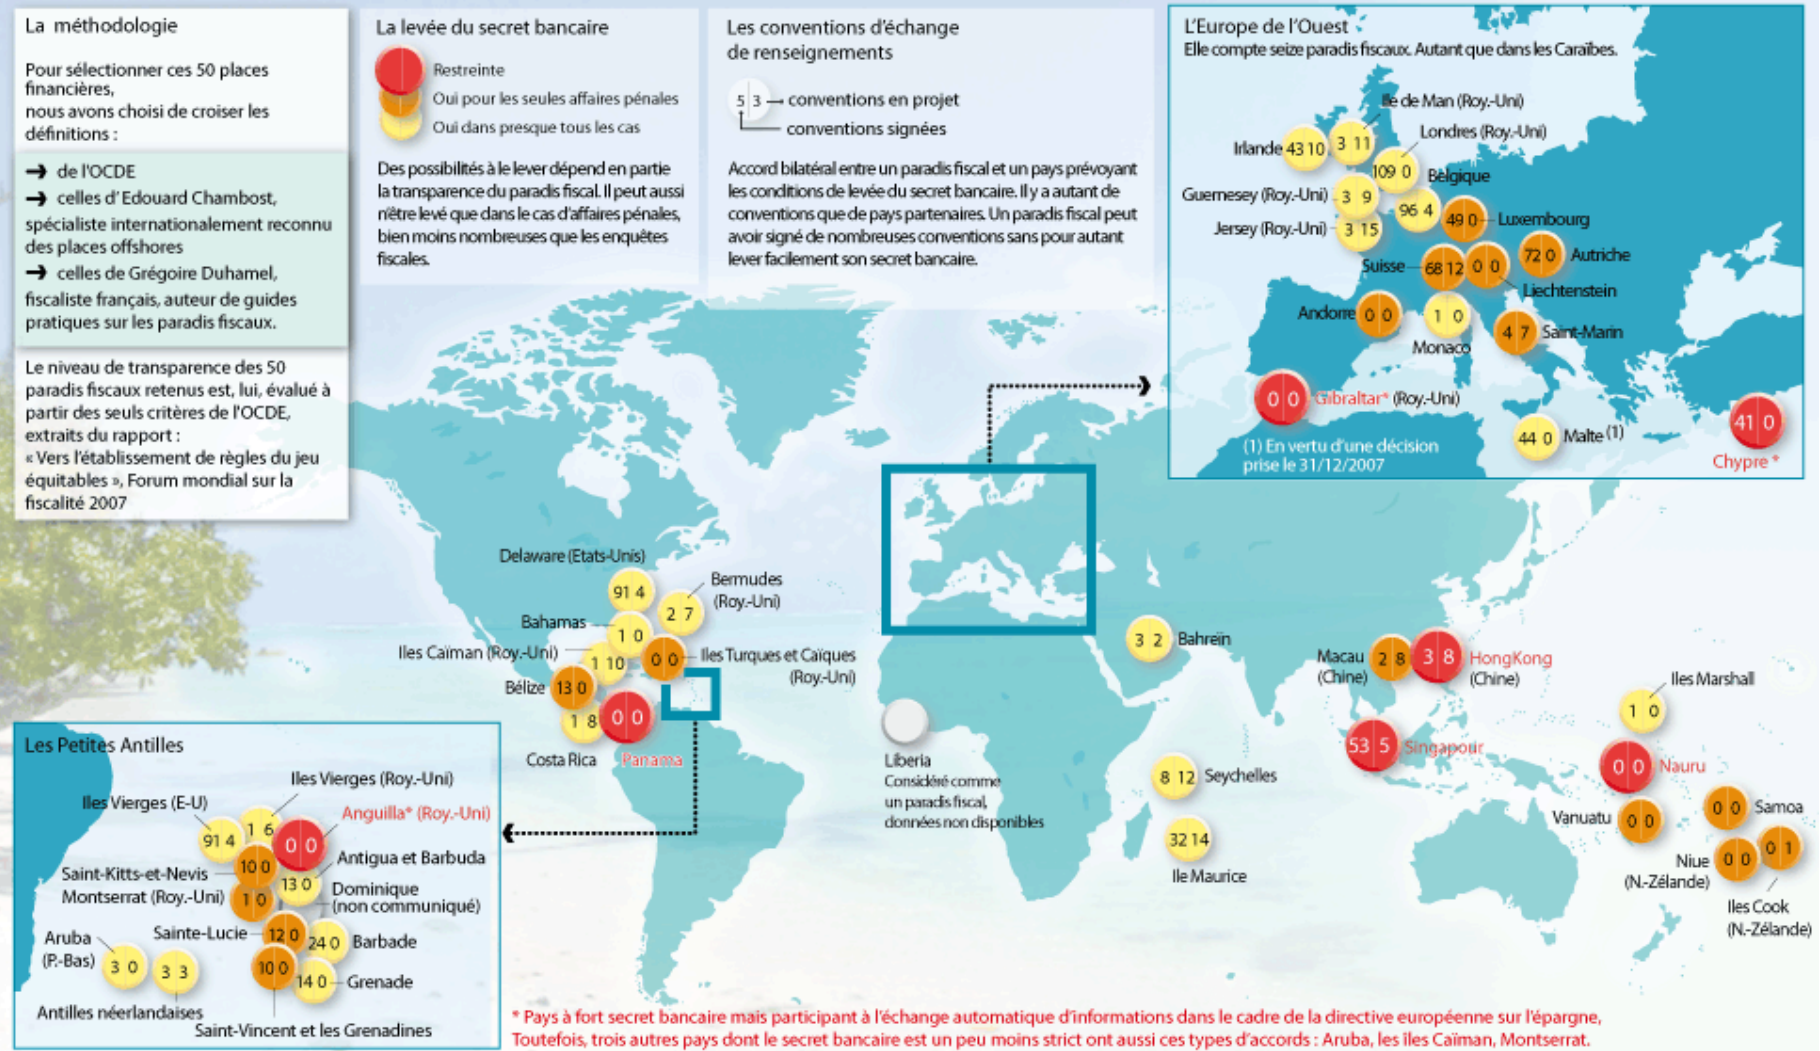 La méthodologie
Pour sélectionner ces 50 places
financières,
nous avons choisi de croiser les
définitions :
→ de l'OCDE
→ celles d'Edouard Chambost,
spécialiste internationalement reconnu
des places offshores
→ celles de Grégoire Duhamel,
fiscaliste français, auteur de guides
pratiques sur les paradis fiscaux.
Le niveau de transparence des 50
paradis fiscaux retenus est, lui, évalué à
partir des seuls critères de l'OCDE,
extraits du rapport :
« Vers l'établissement de règles du jeu
équitables », Forum mondial sur la
fiscalité 2007
La levée du secret bancaire
Restreinte
Oui pour les seules affaires pénales
Oui dans presque tous les cas
Des possibilités à le lever dépend en partie
la transparence du paradis fiscal. Il peut aussi
n'être levé que dans le cas d'affaires pénales,
bien moins nombreuses que les enquêtes
fiscales.
Les conventions d'échange
de renseignements
5 3 → conventions en projet
conventions signées
Accord bilatéral entre un paradis fiscal et un pays prévoyant
les conditions de levée du secret bancaire. Il y a autant de
conventions que de pays partenaires. Un paradis fiscal peut
avoir signé de nombreuses conventions sans pour autant
lever facilement son secret bancaire.
L'Europe de l'Ouest
Elle compte seize paradis fiscaux. Autant que dans les Caraïbes.
Ile de Man (Roy.-Uni)
3 11
Londres (Roy.-Uni)
109 0
Irlande 43 10
Belgique
96 4
Guernesey (Roy.-Uni) 3 9
49 0 Luxembourg
Jersey (Roy.-Uni) 3 15
72 0 Autriche
Suisse 68 12
0 0
Liechtenstein
Andorre 0 0
1 0
Monaco
4 7 Saint-Marin
0 0 Gibraltar* (Roy.-Uni)
44 0 Malte (1)
41 0
Chypre *
(1) En vertu d'une décision
prise le 31/12/2007
Delaware (Etats-Unis)
91 4
Bermudes
(Roy.-Uni)
2 7
Bahamas
1 0
Iles Caïman (Roy.-Uni)
1 10
0 0 Iles Turques et Caïques
(Roy.-Uni)
Bélize 13 0
1 8
Costa Rica
0 0
Panama
Liberia
Considéré comme
un paradis fiscal,
données non disponibles
3 2 Bahreïn
8 12 Seychelles
32 14
Ile Maurice
Macau
(Chine)
2 8
3 8 HongKong
(Chine)
53 5 Singapour
Iles Marshall
1 0
0 0 Nauru
Vanuatu 0 0
0 0 Samoa
Niue
(N.-Zélande)
0 0
0 1
Iles Cook
(N.-Zélande)
Les Petites Antilles
Iles Vierges (Roy.-Uni)
1 6
Iles Vierges (E-U)
91 4
Anguilla* (Roy.-Uni)
0 0
Antigua et Barbuda
13 0
Saint-Kitts-et-Nevis 10 0
Montserrat (Roy.-Uni) 1 0
Dominique
(non communiqué)
Sainte-Lucie 12 0
24 0 Barbade
Aruba
(P.-Bas)
3 0
3 3
Antilles néerlandaises
10 0
14 0 Grenade
Saint-Vincent et les Grenadines
* Pays à fort secret bancaire mais participant à l'échange automatique d'informations dans le cadre de la directive européenne sur l'épargne,
Toutefois, trois autres pays dont le secret bancaire est un peu moins strict ont aussi ces types d'accords : Aruba, les îles Caïman, Montserrat.